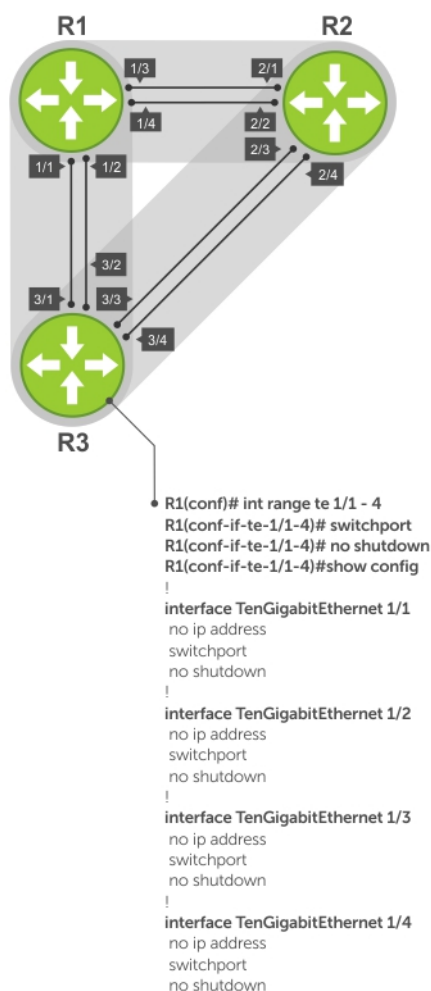 R1
R2
1/3
2/1
1/4
2/2
2/3
1/1
1/2
2/4
3/2
3/1
3/3
3/4
R3
R1(conf)# int range te 1/1 - 4
R1(conf-if-te-1/1-4)# switchport
R1(conf-if-te-1/1-4)# no shutdown
R1(conf-if-te-1/1-4)#show config
!
interface TenGigabitEthernet 1/1
no ip address
switchport
no shutdown
!
interface TenGigabitEthernet 1/2
no ip address
switchport
no shutdown
!
interface TenGigabitEthernet 1/3
no ip address
switchport
no shutdown
!
interface TenGigabitEthernet 1/4
no ip address
switchport
no shutdown